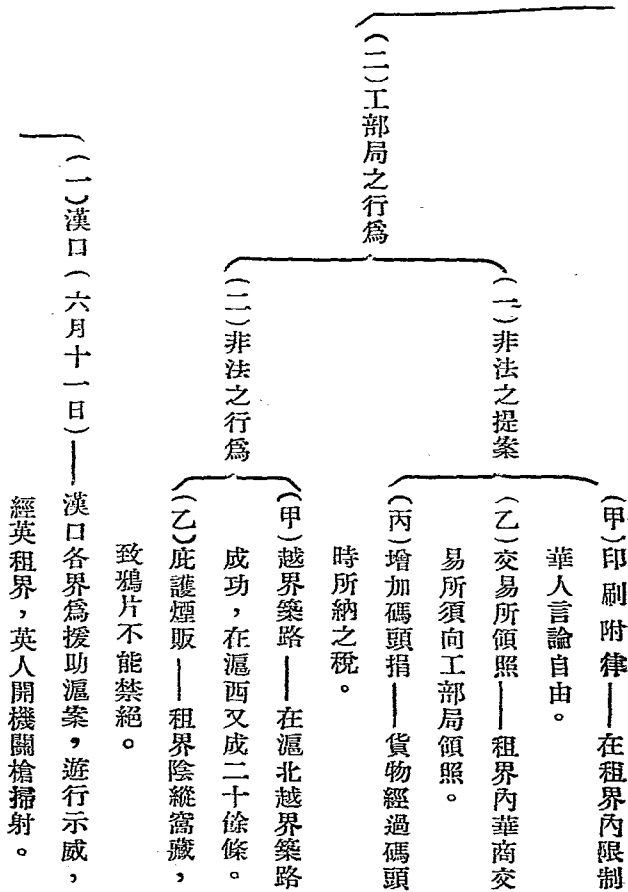 (二)工部局之行爲
(一)非法之提案
(甲)印刷附律——在租界內限制
華人言論自由。
(乙)交易所領照——租界內華商交
易所須向工部局領照。
(丙)增加碼頭捐——貨物經過碼頭
時所納之稅。
(二)非法之行爲
(甲)越界築路——在滬北越界築路
成功,在滬西又成二十餘條。
(乙)庇護煙販——租界陰縱窩藏,
致鴉片不能禁絕。
(一)漢口(六月十一日)——漢口各界爲援助滬案,遊行示威,
經英租界,英人開機關槍掃射。